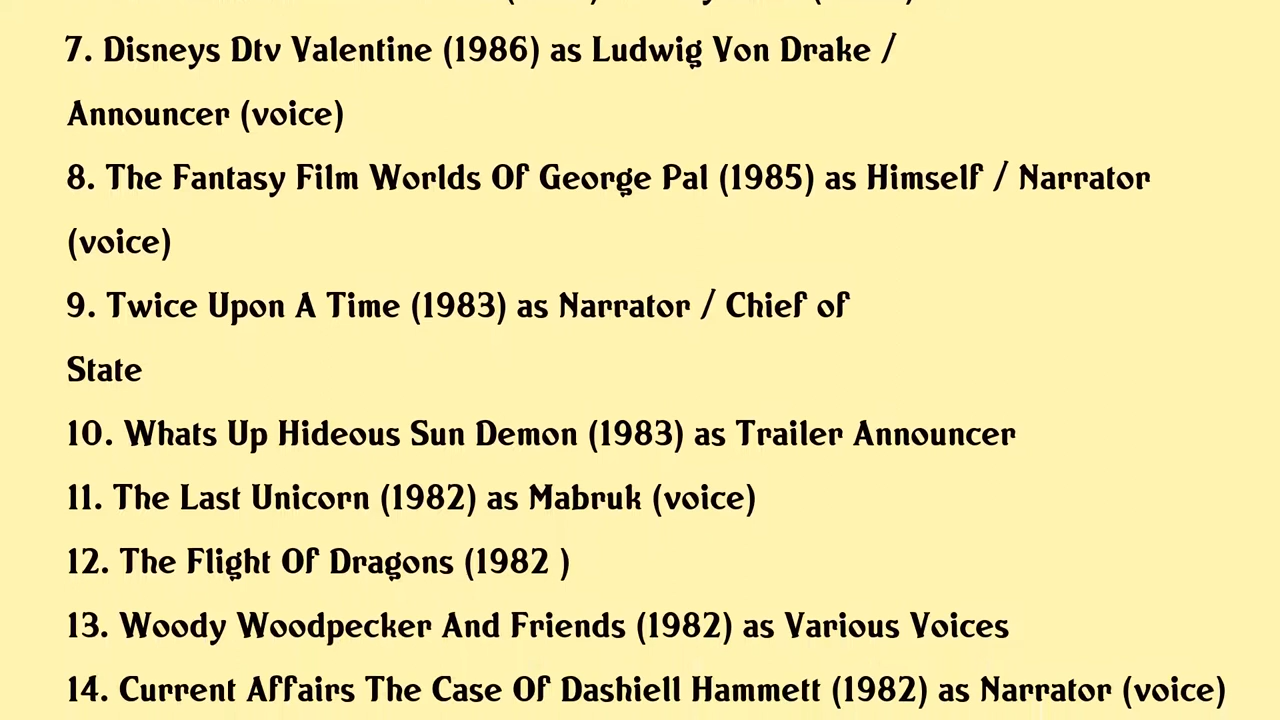 7. Disneys Dtv Valentine (1986) as Ludwig Von Drake /
Announcer (voice)
8. The Fantasy Film Worlds Of George Pal (1985) as Himself / Narrator
(voice)
9. Twice Upon A Time (1983) as Narrator / Chief of
State
10. Whats Up Hideous Sun Demon (1983) as Trailer Announcer
11. The Last Unicorn (1982) as Mabruk (voice)
12. The Flight Of Dragons (1982 )
13. Woody Woodpecker And Friends (1982) as Various Voices
14. Current Affairs The Case Of Dashiell Hammett (1982) as Narrator (voice)